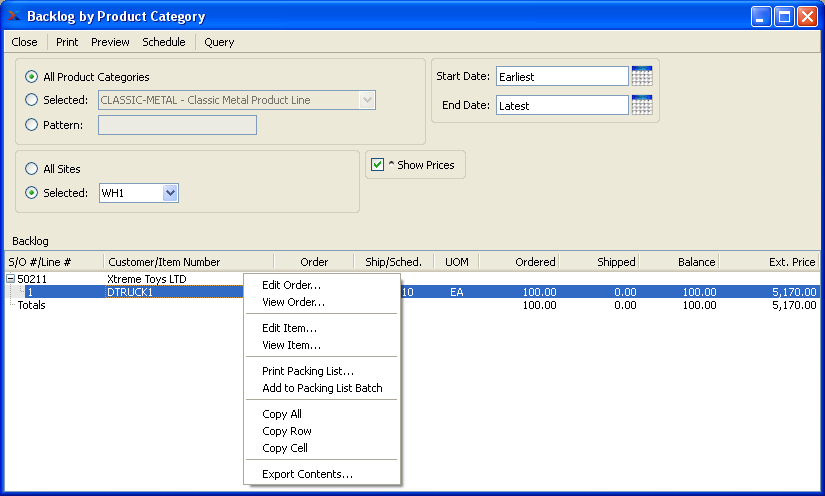 Backlog by Product Category
Close Print Preview Schedule Query
All Product Categories
Selected: CLASSIC-METAL - Classic Metal Product Line
Pattern:
Start Date: Earliest
End Date: Latest
All Sites
Selected: WH1
^ Show Prices
Backlog
S/O #/Line # Customer/Item Number Order Ship/Sched. UOM Ordered Shipped Balance Ext. Price
50211 Xtreme Toys LTD
1 DTRUCK1 10 EA 100.00 0.00 100.00 5,170.00
Totals 100.00 0.00 100.00 5,170.00
Edit Order...
View Order...
Edit Item...
View Item...
Print Packing List...
Add to Packing List Batch
Copy All
Copy Row
Copy Cell
Export Contents...